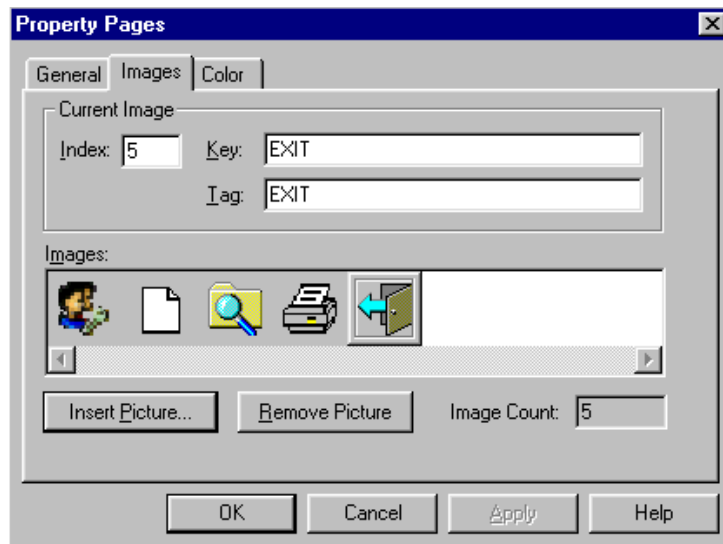 Property Pages
General Images Color
Current Image
Index: 5 Key: EXIT
Tag: EXIT
Images:
Insert Picture... Remove Picture Image Count: 5
OK Cancel Apply Help